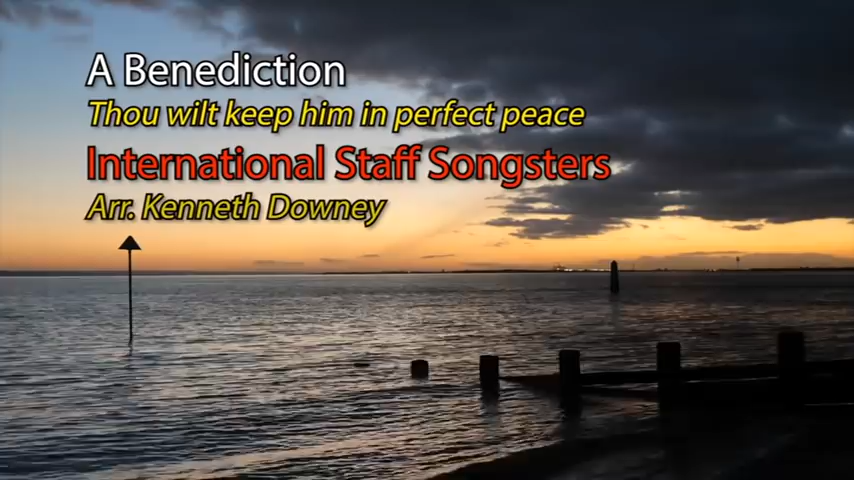 A Benediction
Thou wilt keep him in perfect peace
International Staff Songsters
Arr. Kenneth Downey